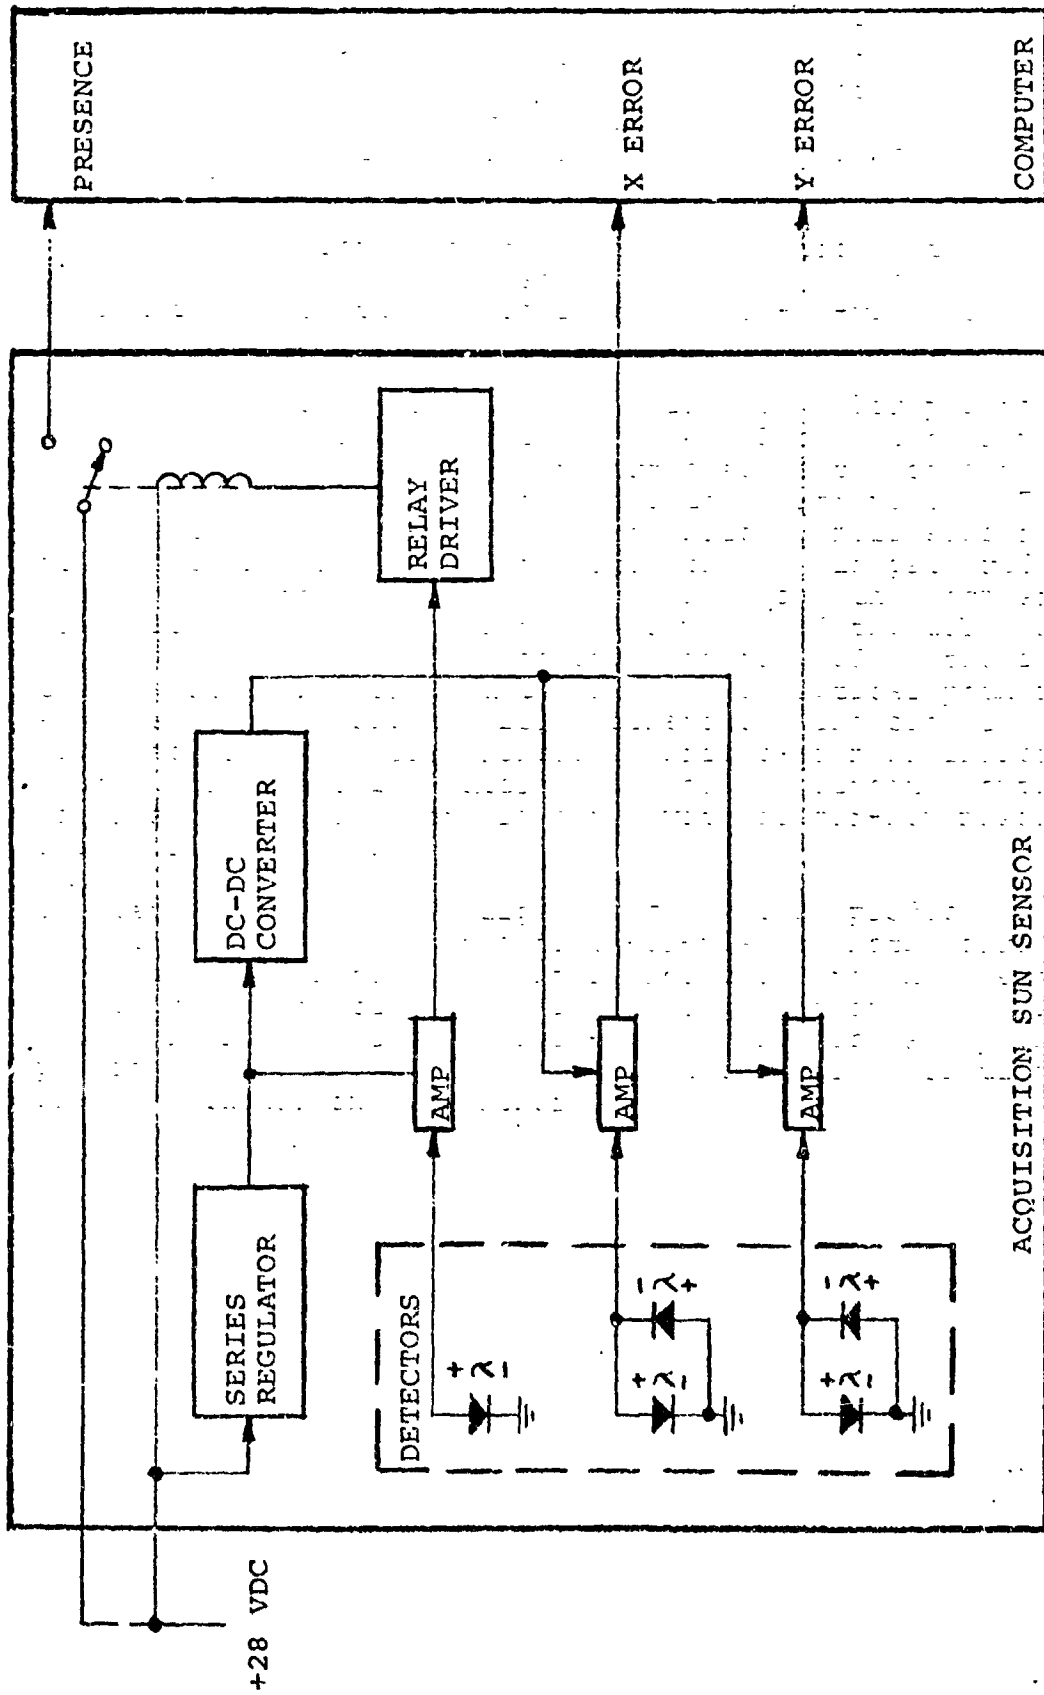 +28 VDC
SERIES
REGULATOR
DC-DC
CONVERTER
RELAY
DRIVER
PRESENCE
DETECTORS
+
λ
-
AMP
+
λ
-
-
λ
+
AMP
X ERROR
+
λ
-
-
λ
+
AMP
Y ERROR
ACQUISITION SUN SENSOR
COMPUTER